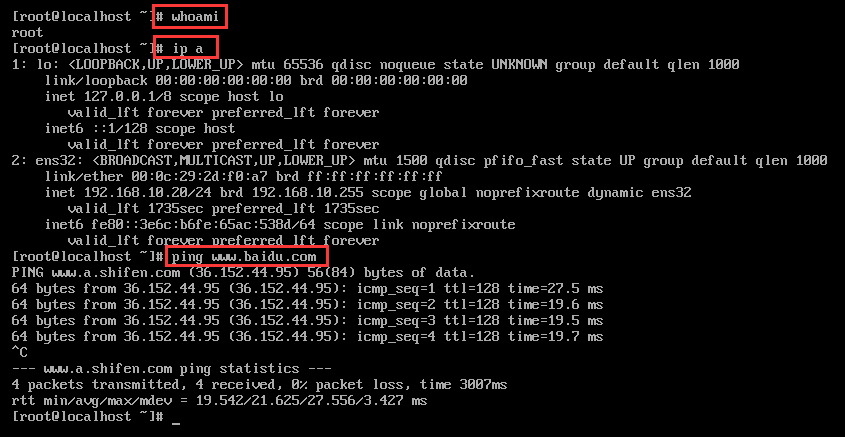 [root@localhost ~]# whoami
root
[root@localhost ~]# ip a
1: lo: <LOOPBACK,UP,LOWER_UP> mtu 65536 qdisc noqueue state UNKNOWN group default qlen 1000
    link/loopback 00:00:00:00:00:00 brd 00:00:00:00:00:00
    inet 127.0.0.1/8 scope host lo
       valid_lft forever preferred_lft forever
    inet6 ::1/128 scope host
       valid_lft forever preferred_lft forever
2: ens32: <BROADCAST,MULTICAST,UP,LOWER_UP> mtu 1500 qdisc pfifo_fast state UP group default qlen 1000
    link/ether 00:0c:29:2d:f0:a7 brd ff:ff:ff:ff:ff:ff
    inet 192.168.10.20/24 brd 192.168.10.255 scope global noprefixroute dynamic ens32
       valid_lft 1735sec preferred_lft 1735sec
    inet6 fe80::3e6c:b6fe:65ac:538d/64 scope link noprefixroute
       valid_lft forever preferred_lft forever
[root@localhost ~]# ping www.baidu.com
PING www.a.shifen.com (36.152.44.95) 56(84) bytes of data.
64 bytes from 36.152.44.95 (36.152.44.95): icmp_seq=1 ttl=128 time=27.5 ms
64 bytes from 36.152.44.95 (36.152.44.95): icmp_seq=2 ttl=128 time=19.6 ms
64 bytes from 36.152.44.95 (36.152.44.95): icmp_seq=3 ttl=128 time=19.5 ms
64 bytes from 36.152.44.95 (36.152.44.95): icmp_seq=4 ttl=128 time=19.7 ms
^C
--- www.a.shifen.com ping statistics ---
4 packets transmitted, 4 received, 0% packet loss, time 3007ms
rtt min/avg/max/mdev = 19.542/21.625/27.556/3.427 ms
[root@localhost ~]# _